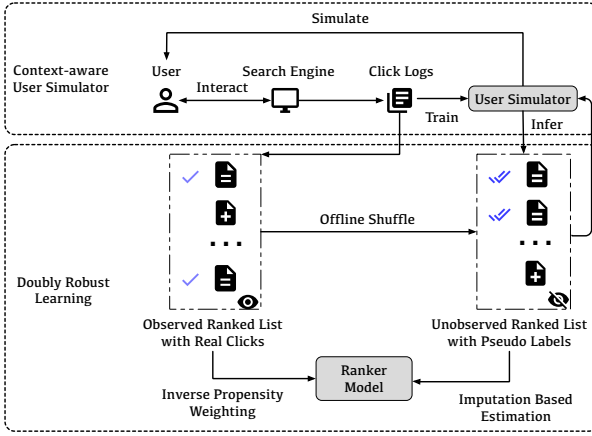 Simulate
Context-aware
User Simulator
User
Search Engine
Click Logs
Interact
User Simulator
Train
Infer
Offline Shuffle
Doubly Robust
Learning
Observed Ranked List
with Real Clicks
Unobserved Ranked List
with Pseudo Labels
Ranker
Model
Inverse Propensity
Weighting
Imputation Based
Estimation